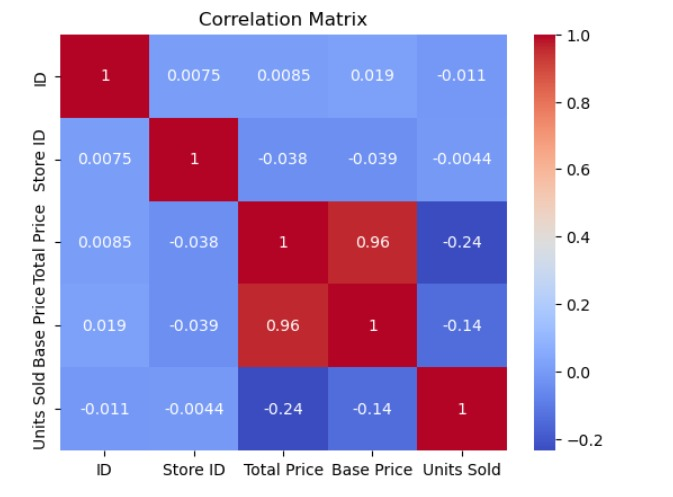 Correlation Matrix
ID 1 0.0075 0.0085 0.019 -0.011
Store ID 0.0075 1 -0.038 -0.039 -0.0044
Total Price 0.0085 -0.038 1 0.96 -0.24
Base Price 0.019 -0.039 0.96 1 -0.14
Units Sold -0.011 -0.0044 -0.24 -0.14 1
ID Store ID Total Price Base Price Units Sold
1.0
0.8
0.6
0.4
0.2
0.0
−0.2